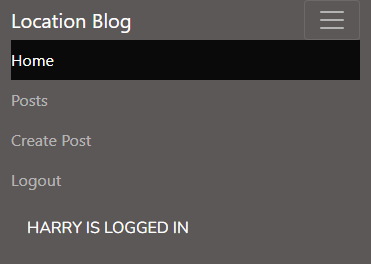 Location Blog
Home
Posts
Create Post
Logout
HARRY IS LOGGED IN